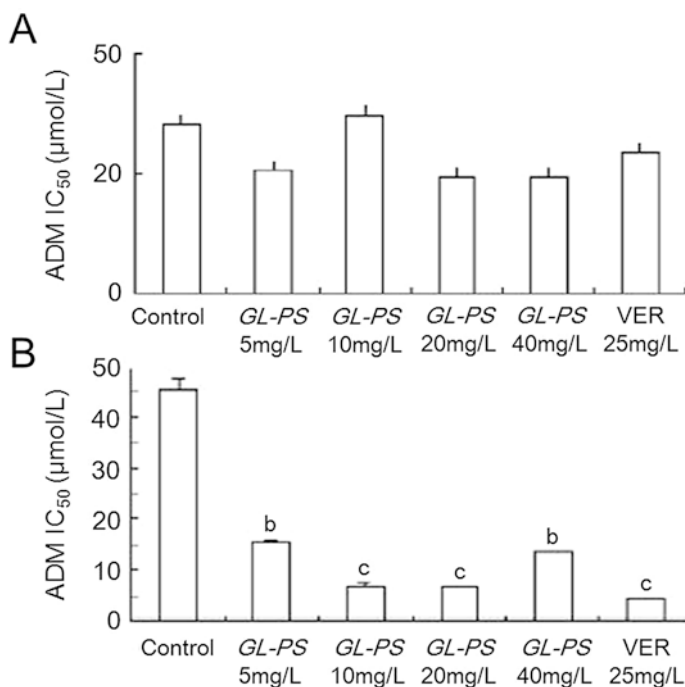 A
ADM IC₅₀ (μmol/L)
50
20
0
Control GL-PS GL-PS GL-PS GL-PS VER
5mg/L 10mg/L 20mg/L 40mg/L 25mg/L
B
ADM IC₅₀ (μmol/L)
50
40
30
20
10
0
b c c b c
Control GL-PS GL-PS GL-PS GL-PS VER
5mg/L 10mg/L 20mg/L 40mg/L 25mg/L